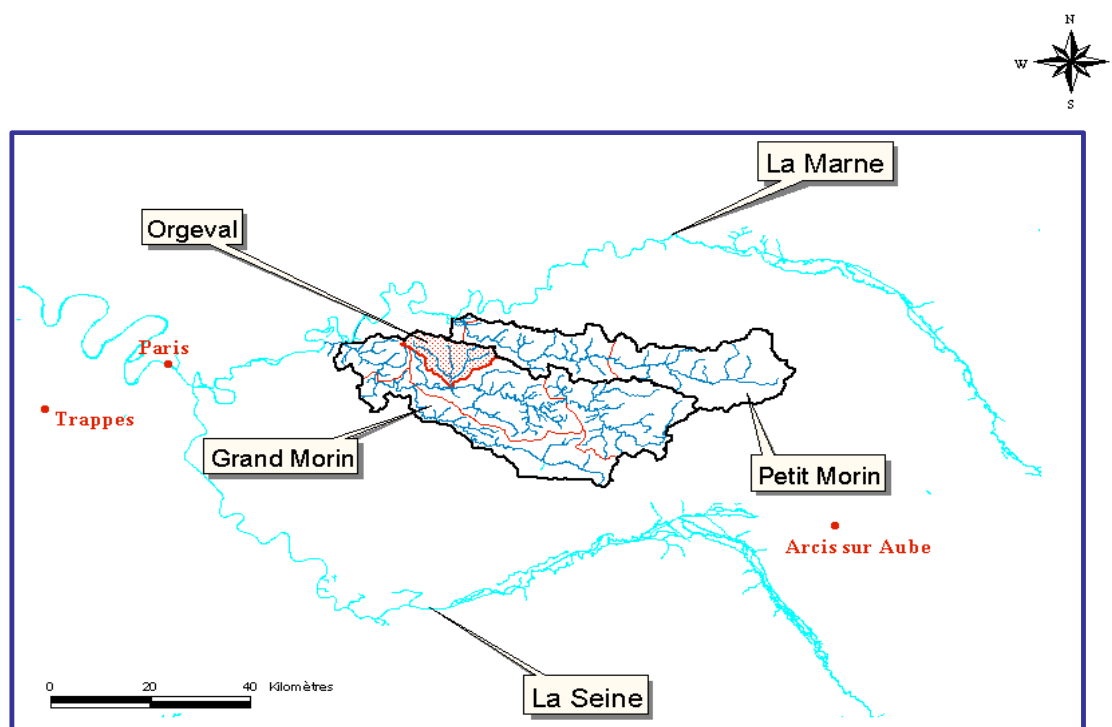 N
W
S
La Marne
Orgeval
Paris
Trappes
Grand Morin
Petit Morin
Arcis sur Aube
0 20 40 Kilomètres
La Seine